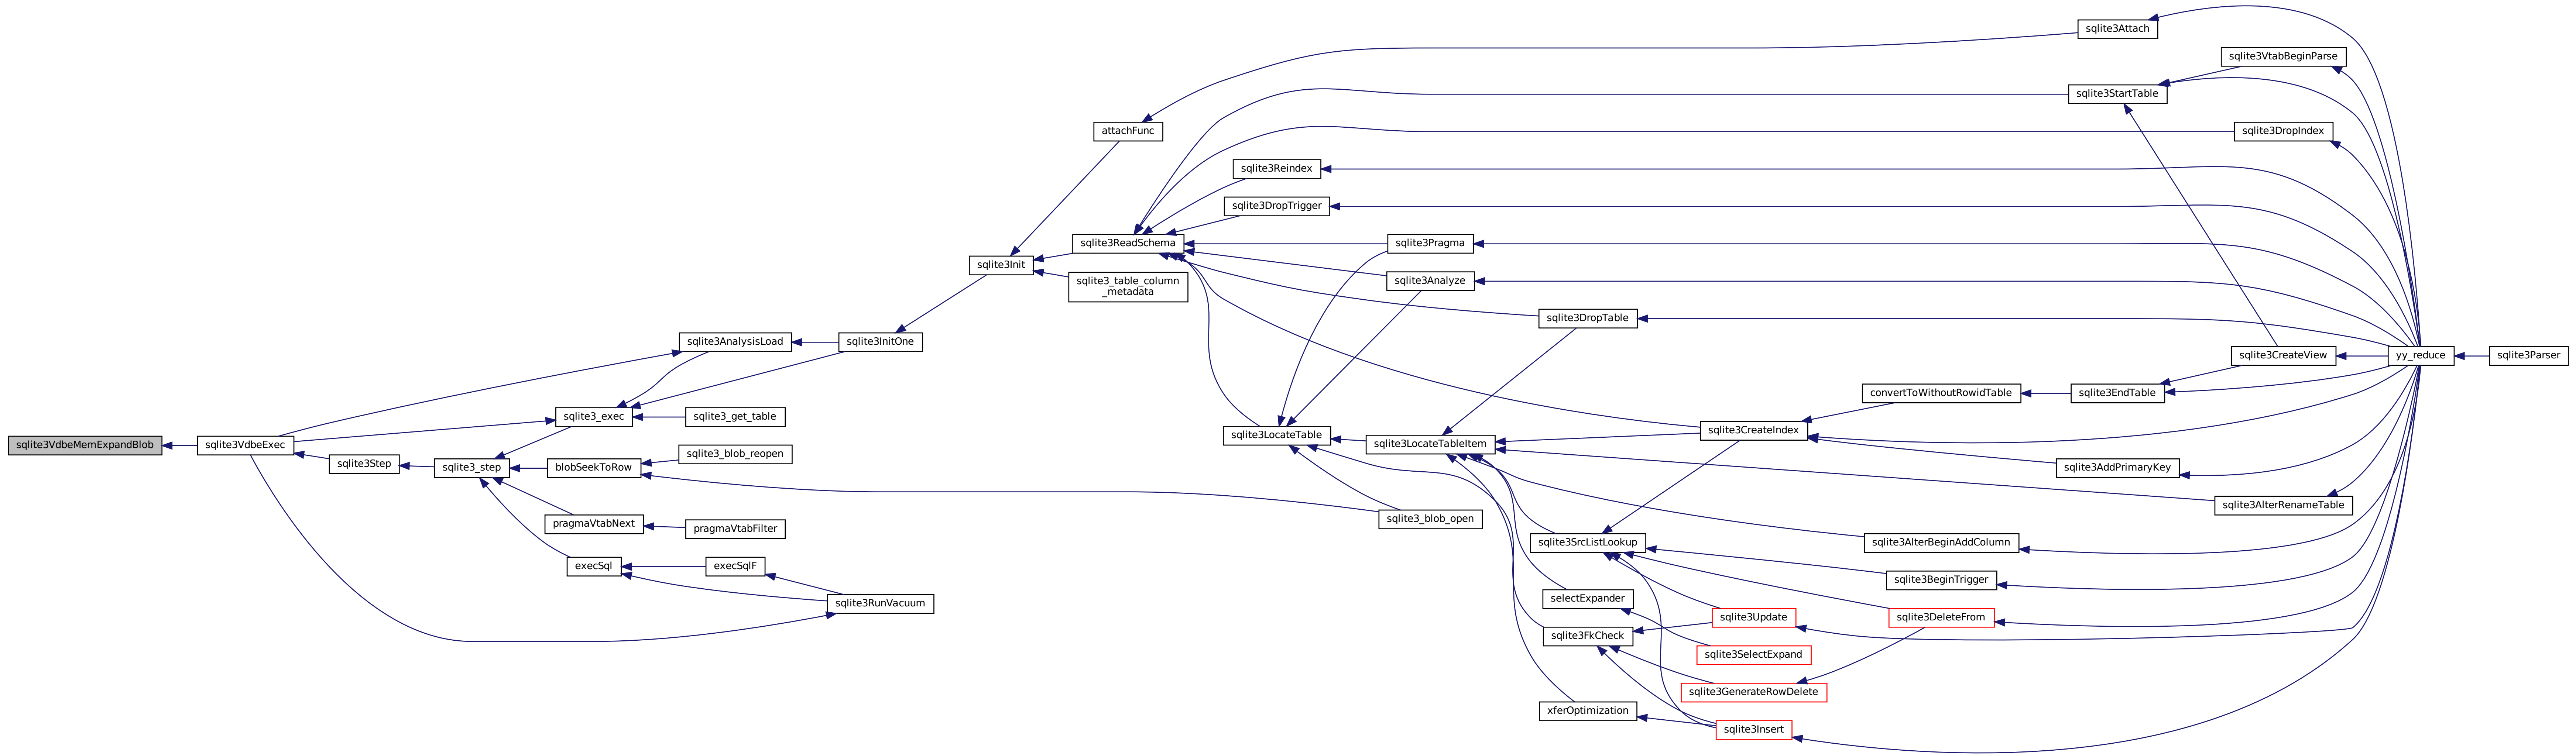 sqlite3VdbeMemExpandBlob
sqlite3VdbeExec
sqlite3Step
sqlite3_step
sqlite3_exec
sqlite3AnalysisLoad
sqlite3InitOne
sqlite3_get_table
blobSeekToRow
sqlite3_blob_reopen
pragmaVtabNext
pragmaVtabFilter
execSql
execSqlF
sqlite3RunVacuum
sqlite3Init
attachFunc
sqlite3ReadSchema
sqlite3_table_column
_metadata
sqlite3Reindex
sqlite3DropTrigger
sqlite3LocateTable
sqlite3Pragma
sqlite3Analyze
sqlite3LocateTableItem
sqlite3_blob_open
sqlite3DropTable
sqlite3SrcListLookup
selectExpander
sqlite3FkCheck
xferOptimization
sqlite3CreateIndex
sqlite3Update
sqlite3SelectExpand
sqlite3GenerateRowDelete
sqlite3Insert
convertToWithoutRowidTable
sqlite3AlterBeginAddColumn
sqlite3BeginTrigger
sqlite3DeleteFrom
sqlite3Attach
sqlite3StartTable
sqlite3EndTable
sqlite3AddPrimaryKey
sqlite3VtabBeginParse
sqlite3DropIndex
sqlite3CreateView
sqlite3AlterRenameTable
yy_reduce
sqlite3Parser